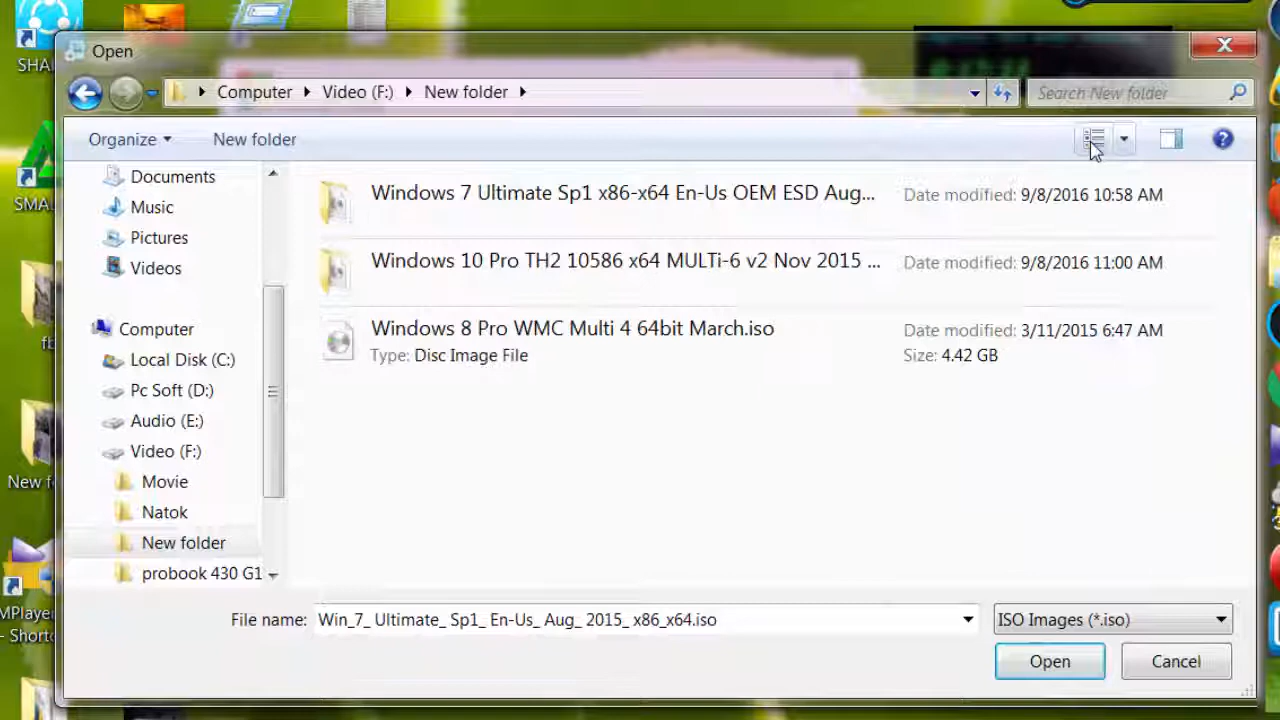 SHA
Open
Computer Video (F:) New folder
Search New folder
Organize New folder
Documents
Music
Pictures
Videos
Computer
Local Disk (C:)
Pc Soft (D:)
Audio (E:)
Video (F:)
Movie
Natok
New folder
probook 430 G1
Windows 7 Ultimate Sp1 x86-x64 En-Us OEM ESD Aug... Date modified: 9/8/2016 10:58 AM
Windows 10 Pro TH2 10586 x64 MULTi-6 v2 Nov 2015 ... Date modified: 9/8/2016 11:00 AM
Windows 8 Pro WMC Multi 4 64bit March.iso Date modified: 3/11/2015 6:47 AM
Type: Disc Image File Size: 4.42 GB
SMA
fb
New fo
MPlayer
- Shortc
File name: Win_7_ Ultimate_ Sp1_ En-Us_ Aug_ 2015_ x86_x64.iso ISO Images (*.iso)
Open Cancel